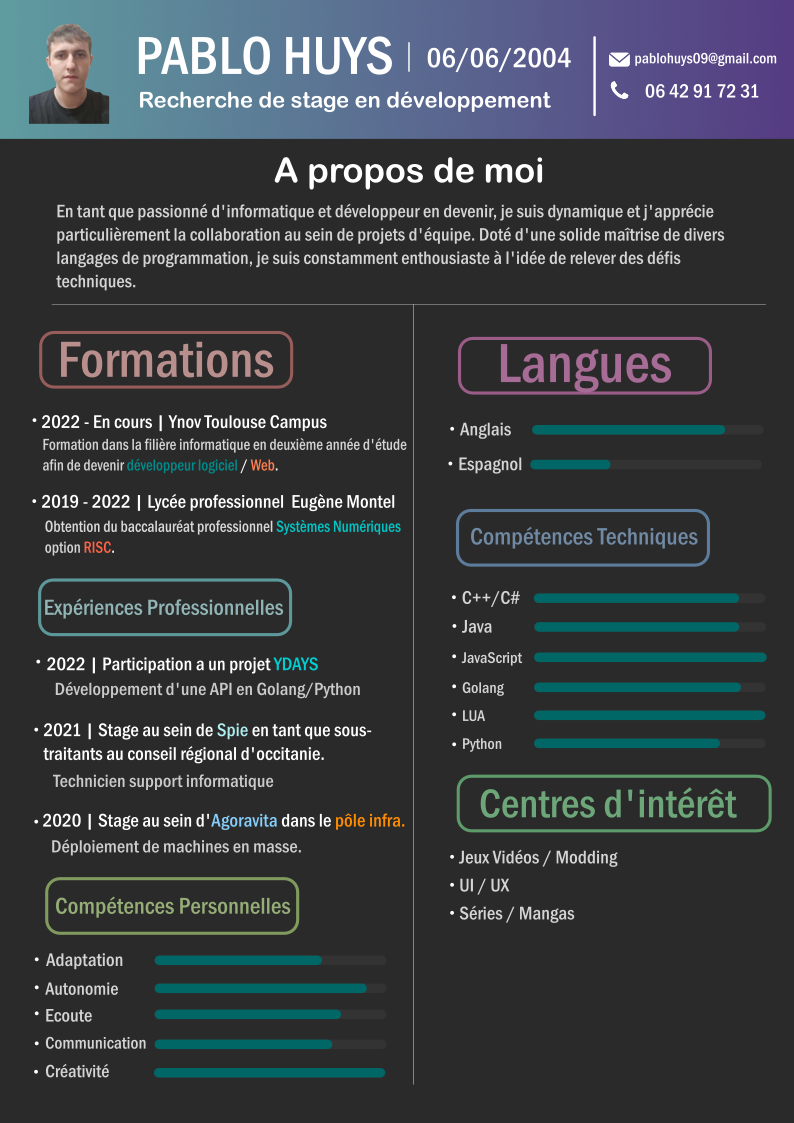 PABLO HUYS | 06/06/2004
Recherche de stage en développement
pablohuys09@gmail.com
06 42 91 72 31
A propos de moi
En tant que passionné d'informatique et développeur en devenir, je suis dynamique et j'apprécie
particulièrement la collaboration au sein de projets d'équipe. Doté d'une solide maîtrise de divers
langages de programmation, je suis constamment enthousiaste à l'idée de relever des défis
techniques.
Formations
• 2022 - En cours | Ynov Toulouse Campus
Formation dans la filière informatique en deuxième année d'étude
afin de devenir développeur logiciel / Web.
• 2019 - 2022 | Lycée professionnel Eugène Montel
Obtention du baccalauréat professionnel Systèmes Numériques
option RISC.
Expériences Professionnelles
• 2022 | Participation a un projet YDAYS
Développement d'une API en Golang/Python
• 2021 | Stage au sein de Spie en tant que sous-
traitants au conseil régional d'occitanie.
Technicien support informatique
• 2020 | Stage au sein d'Agoravita dans le pôle infra.
Déploiement de machines en masse.
Compétences Personnelles
• Adaptation
• Autonomie
• Ecoute
• Communication
• Créativité
Langues
• Anglais
• Espagnol
Compétences Techniques
• C++/C#
• Java
• JavaScript
• Golang
• LUA
• Python
Centres d'intérêt
• Jeux Vidéos / Modding
• UI / UX
• Séries / Mangas